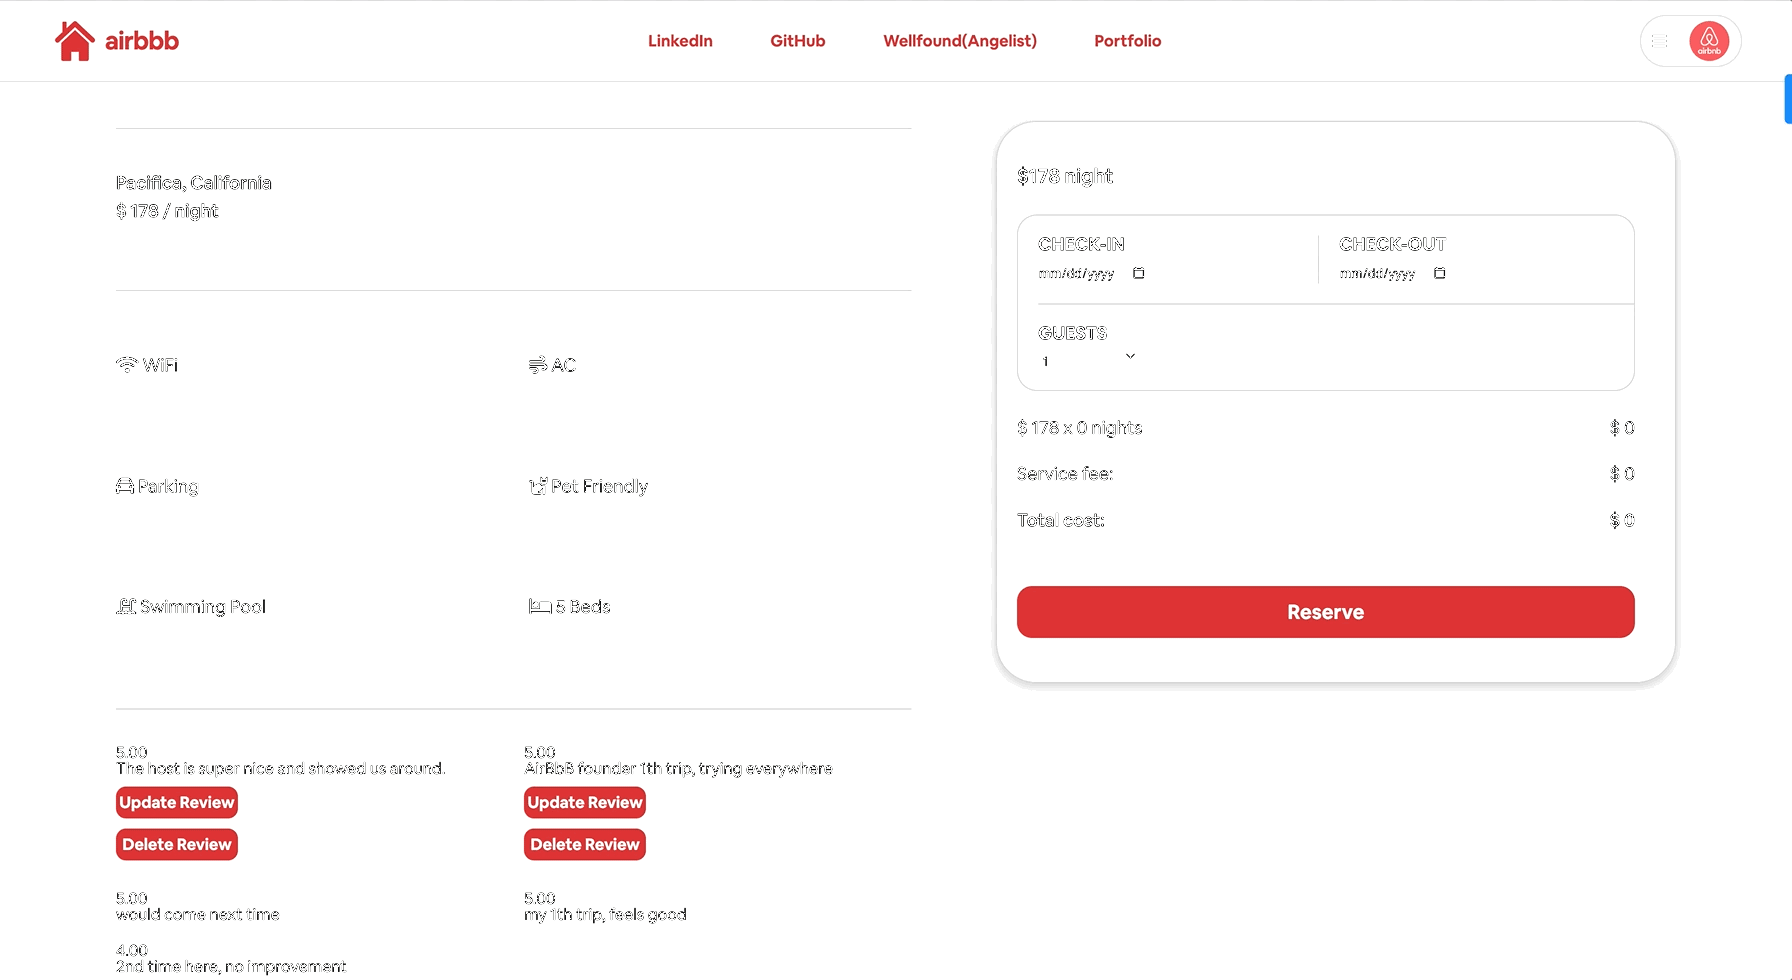 airbbb
LinkedIn
GitHub
Wellfound(Angelist)
Portfolio
airbnb
Pacifica, California
$ 178 / night
WiFi
AC
Parking
Pet Friendly
Swimming Pool
5 Beds
5.00
The host is super nice and showed us around.
Update Review
Delete Review
5.00
AirBbB founder 1th trip, trying everywhere
Update Review
Delete Review
5.00
would come next time
5.00
my 1th trip, feels good
4.00
2nd time here, no improvement
$178 night
CHECK-IN
mm/dd/yyyy
CHECK-OUT
mm/dd/yyyy
GUESTS
1
$ 178 x 0 nights
$ 0
Service fee:
$ 0
Total cost:
$ 0
Reserve